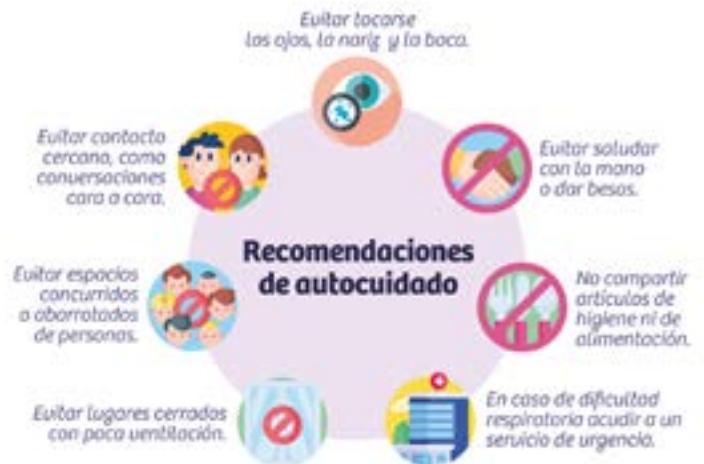 Evitar tocarse
los ojos, la nariz y la boca.
Evitar saludar
con la mano
o dar besos.
No compartir
artículos de
higiene ni de
alimentación.
En caso de dificultad
respiratoria acudir a un
servicio de urgencia.
Evitar lugares cerrados
con poca ventilación.
Evitar espacios
concurridos
o abarrotados
de personas.
Evitar contacto
cercano, como
conversaciones
cara a cara.
Recomendaciones
de autocuidado